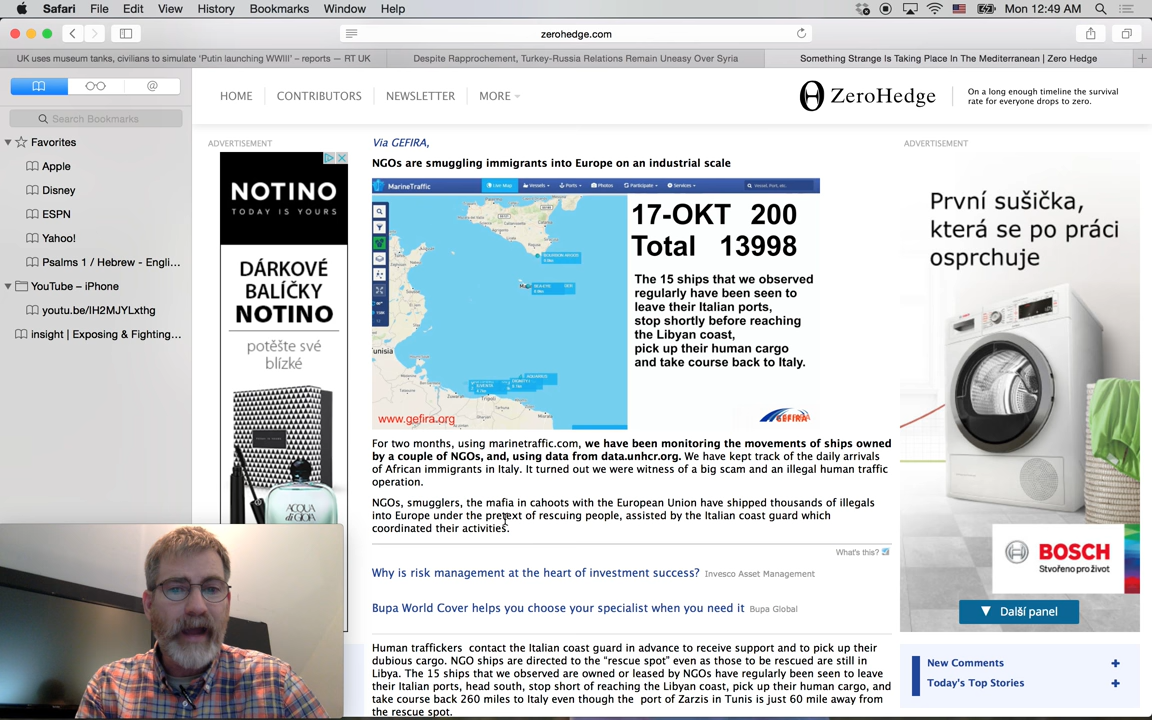 Safari File Edit View History Bookmarks Window Help
Mon 12:49 AM
zerohedge.com
UK uses museum tanks, civilians to simulate 'Putin launching WWIII' – reports — RT UK
Despite Rapprochement, Turkey-Russia Relations Remain Uneasy Over Syria
Something Strange Is Taking Place In The Mediterranean | Zero Hedge
Search Bookmarks
Favorites
Apple
Disney
ESPN
Yahoo!
Psalms 1 / Hebrew - Engli...
YouTube – iPhone
youtu.be/lH2MJYLxthg
insight | Exposing & Fighting...
HOME
CONTRIBUTORS
NEWSLETTER
MORE
ZeroHedge
On a long enough timeline the survival
rate for everyone drops to zero.
ADVERTISEMENT
NOTINO
TODAY IS YOURS
DÁRKOVÉ
BALÍČKY
NOTINO
potěšte své
blízké
ACQUA
di GIOIA
Via GEFIRA,
NGOs are smuggling immigrants into Europe on an industrial scale
MarineTraffic
Live Map Vessels Ports Photos Participate Services
17-OKT 200
Total 13998
The 15 ships that we observed
regularly have been seen to
leave their Italian ports,
stop shortly before reaching
the Libyan coast,
pick up their human cargo
and take course back to Italy.
Tunisia
www.gefira.org
GEFIRA
For two months, using marinetraffic.com, we have been monitoring the movements of ships owned
by a couple of NGOs, and, using data from data.unhcr.org. We have kept track of the daily arrivals
of African immigrants in Italy. It turned out we were witness of a big scam and an illegal human traffic
operation.
NGOs, smugglers, the mafia in cahoots with the European Union have shipped thousands of illegals
into Europe under the pretext of rescuing people, assisted by the Italian coast guard which
coordinated their activities.
What's this?
Why is risk management at the heart of investment success? Invesco Asset Management
Bupa World Cover helps you choose your specialist when you need it Bupa Global
Human traffickers contact the Italian coast guard in advance to receive support and to pick up their
dubious cargo. NGO ships are directed to the "rescue spot" even as those to be rescued are still in
Libya. The 15 ships that we observed are owned or leased by NGOs have regularly been seen to leave
their Italian ports, head south, stop short of reaching the Libyan coast, pick up their human cargo, and
take course back 260 miles to Italy even though the port of Zarzis in Tunis is just 60 mile away from
the rescue spot.
ADVERTISEMENT
První sušička,
která se po práci
osprchuje
BOSCH
Stvořeno pro život
Další panel
New Comments
Today's Top Stories